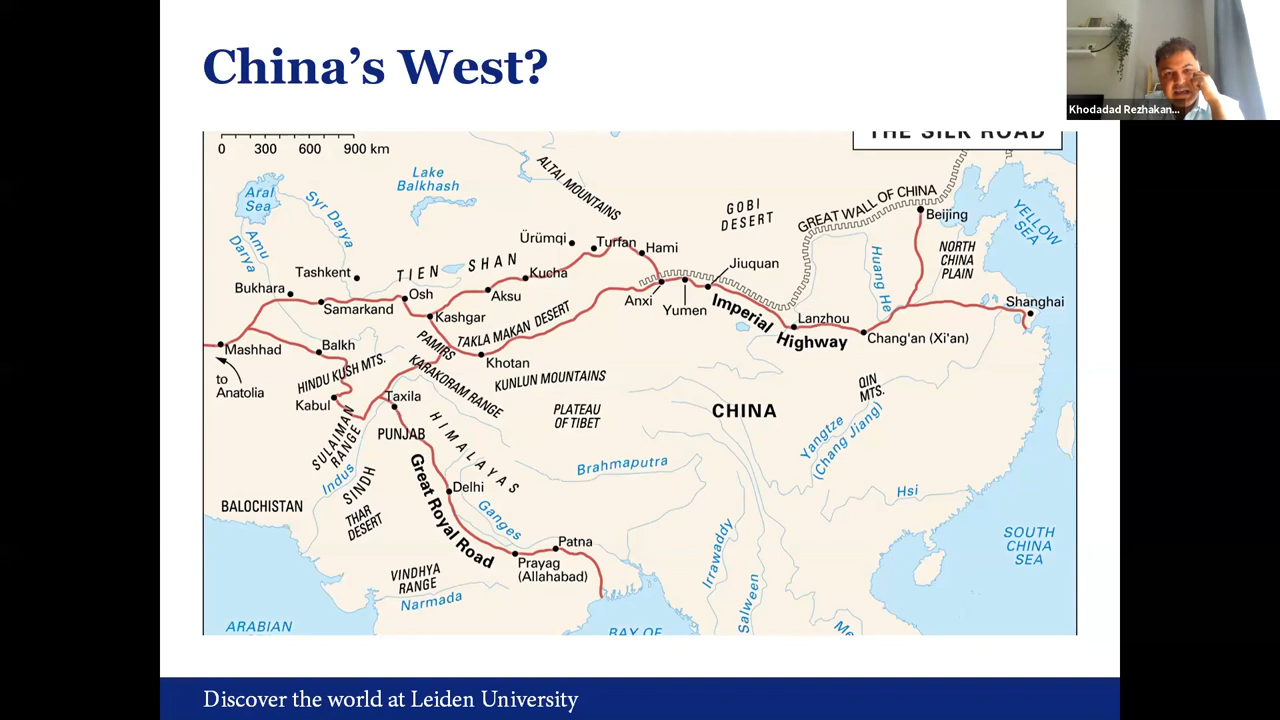 China's West?
Khodadad Rezhakan...
THE SILK ROAD
0 300 600 900 km
ALTAI MOUNTAINS
Lake
Balkhash
Aral
Sea
Syr Darya
Amu
Darya
GOBI
DESERT
GREAT WALL OF CHINA
Beijing
YELLOW
SEA
Ürümqi
Turfan
Hami
NORTH
CHINA
PLAIN
Huang He
Jiuquan
Tashkent
TIEN SHAN
Kucha
Bukhara
Osh
Aksu
Anxi
Yumen
Shanghai
Samarkand
Kashgar
TAKLA MAKAN DESERT
Imperial
Highway
Lanzhou
Chang'an (Xi'an)
Mashhad
Balkh
PAMIRS
Khotan
to
Anatolia
HINDU KUSH MTS.
KARAKORAM RANGE
KUNLUN MOUNTAINS
QIN
MTS.
Kabul
Taxila
PLATEAU
OF TIBET
CHINA
SULAIMAN
RANGE
PUNJAB
HIMALAYAS
Yangtze
(Chang Jiang)
Indus
SINDH
Great Royal Road
Brahmaputra
Delhi
Hsi
BALOCHISTAN
THAR
DESERT
Ganges
SOUTH
CHINA
SEA
Patna
Prayag
(Allahabad)
Irrawaddy
VINDHYA
RANGE
Narmada
Salween
ARABIAN
BAY OF
Me
Discover the world at Leiden University